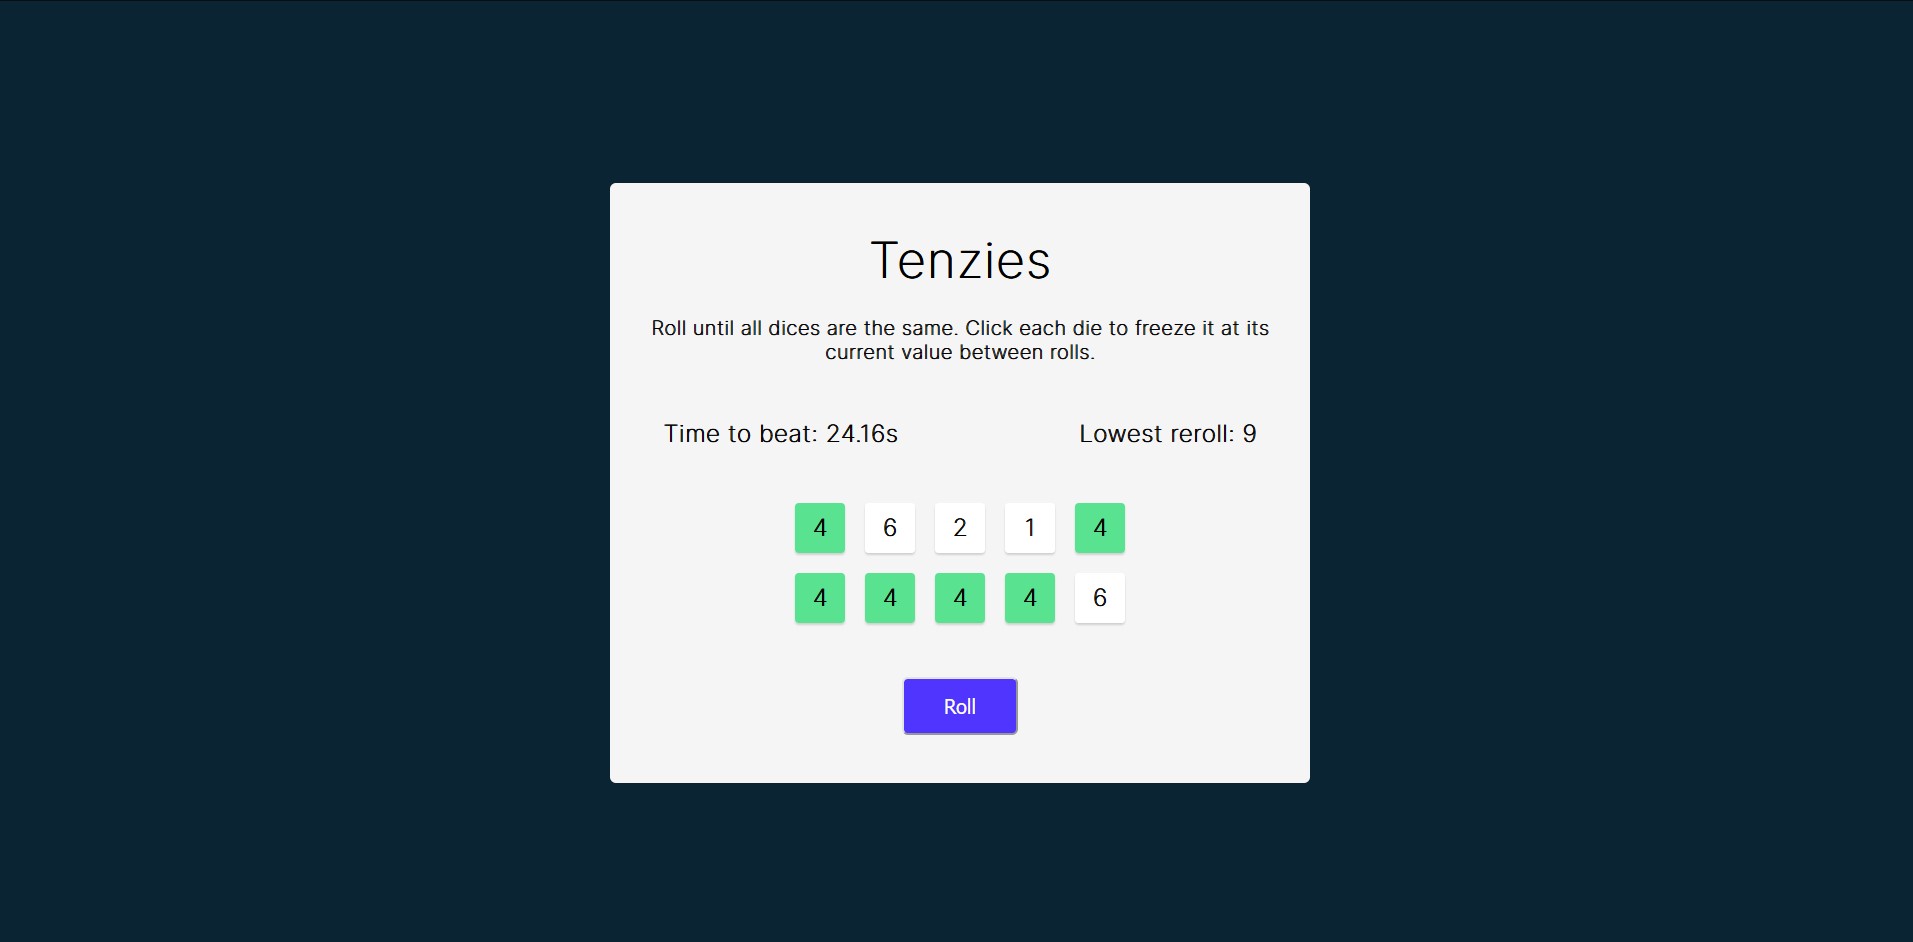 Tenzies
Roll until all dices are the same. Click each die to freeze it at its
current value between rolls.
Time to beat: 24.16s Lowest reroll: 9
4 6 2 1 4
4 4 4 4 6
Roll